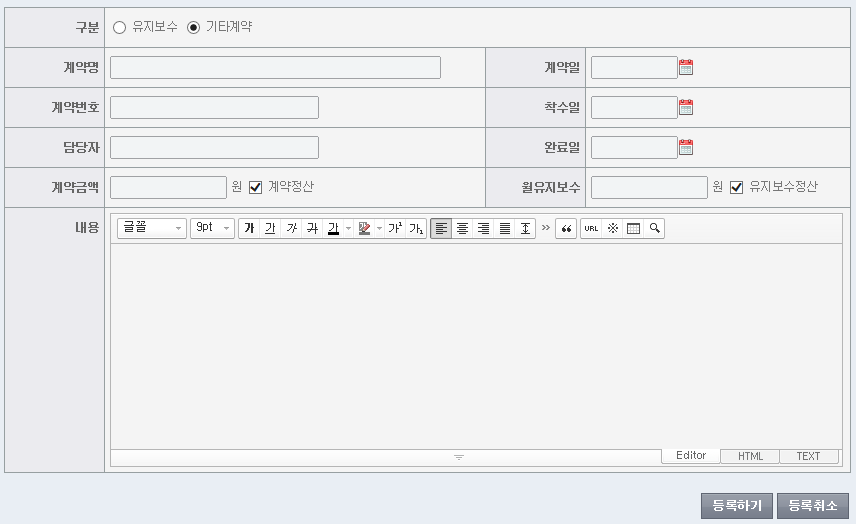 구분 유지보수 기타계약
계약명 계약일
계약번호 착수일
담당자 완료일
계약금액 원 계약정산 월유지보수 원 유지보수정산
내용 글꼴 9pt 가 가 가 가 가 가¹ 가₁ » “ URL ※
Editor HTML TEXT
등록하기 등록취소